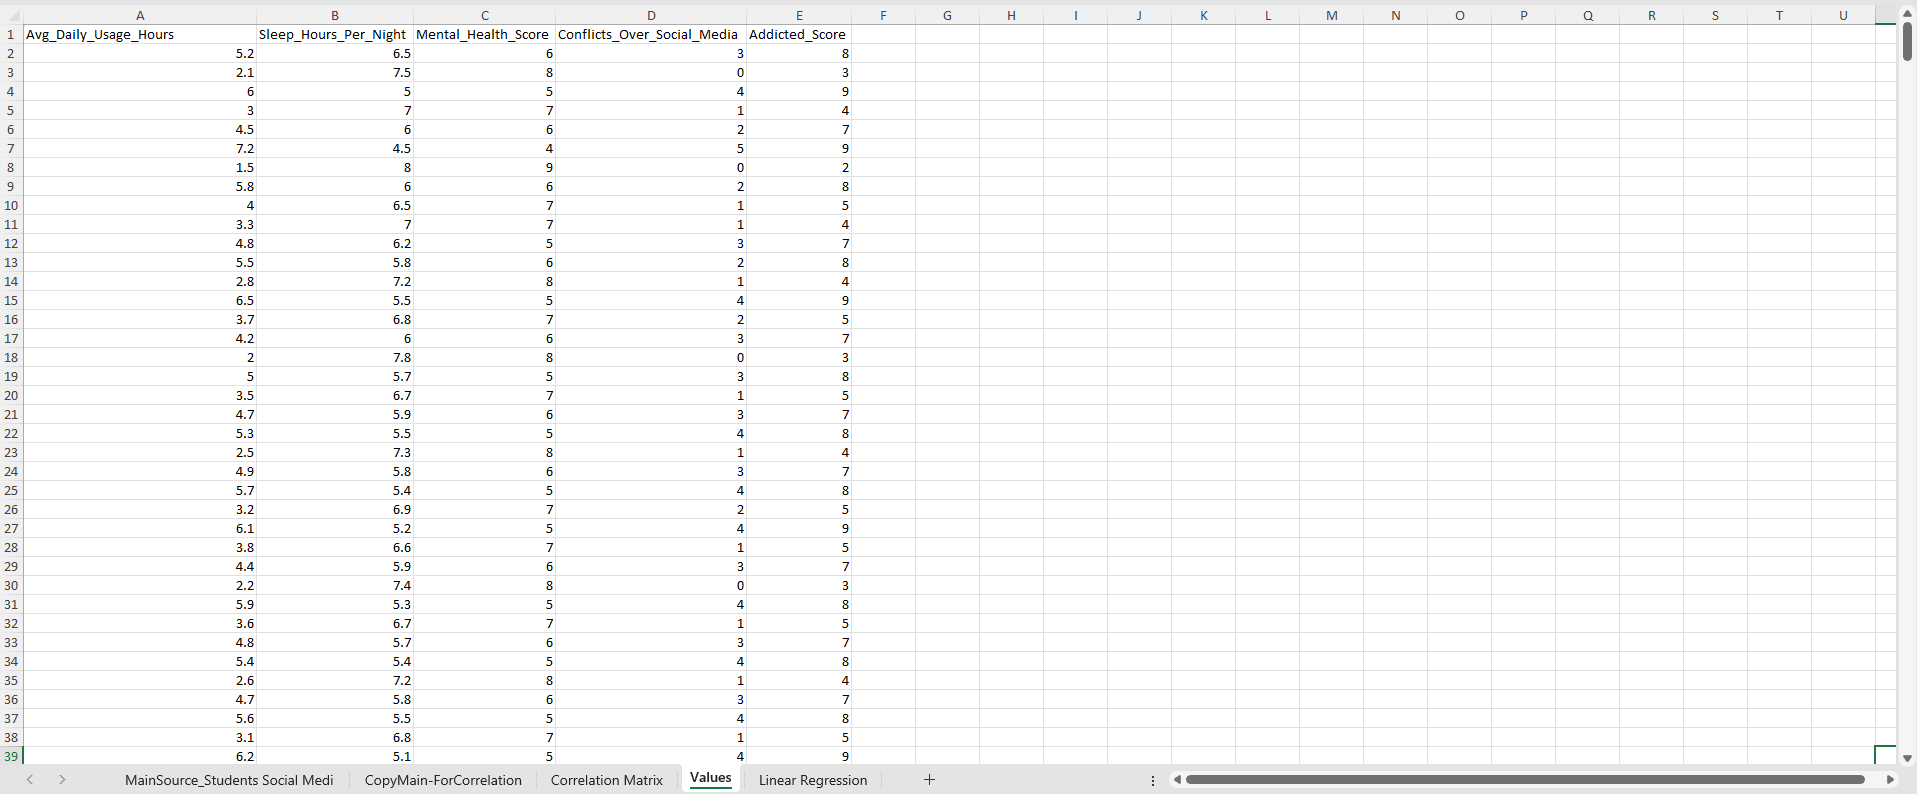 A B C D E F G H I J K L M N O P Q R S T U
1 Avg_Daily_Usage_Hours Sleep_Hours_Per_Night Mental_Health_Score Conflicts_Over_Social_Media Addicted_Score
2 5.2 6.5 6 3 8
3 2.1 7.5 8 0 3
4 6 5 5 4 9
5 3 7 7 1 4
6 4.5 6 6 2 7
7 7.2 4.5 4 5 9
8 1.5 8 9 0 2
9 5.8 6 6 2 8
10 4 6.5 7 1 5
11 3.3 7 7 1 4
12 4.8 6.2 5 3 7
13 5.5 5.8 6 2 8
14 2.8 7.2 8 1 4
15 6.5 5.5 5 4 9
16 3.7 6.8 7 2 5
17 4.2 6 6 3 7
18 2 7.8 8 0 3
19 5 5.7 5 3 8
20 3.5 6.7 7 1 5
21 4.7 5.9 6 3 7
22 5.3 5.5 5 4 8
23 2.5 7.3 8 1 4
24 4.9 5.8 6 3 7
25 5.7 5.4 5 4 8
26 3.2 6.9 7 2 5
27 6.1 5.2 5 4 9
28 3.8 6.6 7 1 5
29 4.4 5.9 6 3 7
30 2.2 7.4 8 0 3
31 5.9 5.3 5 4 8
32 3.6 6.7 7 1 5
33 4.8 5.7 6 3 7
34 5.4 5.4 5 4 8
35 2.6 7.2 8 1 4
36 4.7 5.8 6 3 7
37 5.6 5.5 5 4 8
38 3.1 6.8 7 1 5
39 6.2 5.1 5 4 9
MainSource_Students Social Medi CopyMain-ForCorrelation Correlation Matrix Values Linear Regression